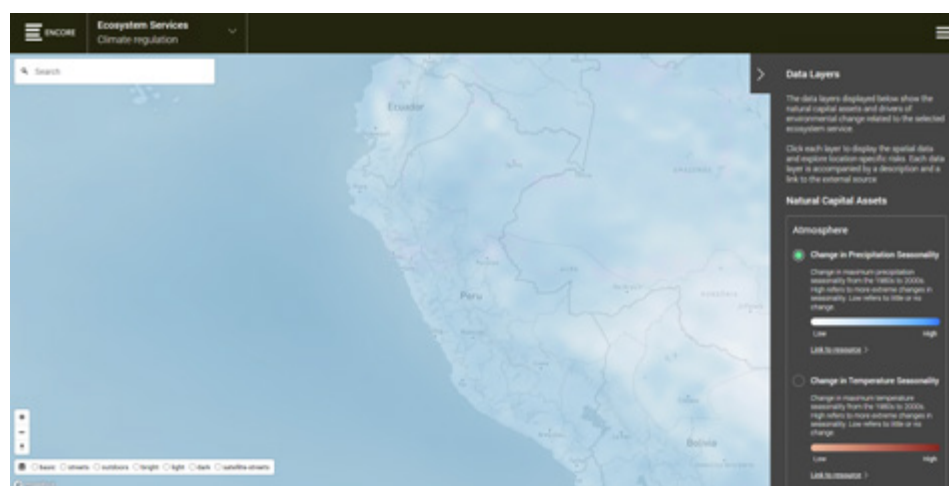 ENCORE
Ecosystem Services
Climate regulation
Search
Data Layers
The data layers displayed below show the
natural capital assets and drivers of
environmental change related to the selected
ecosystem service.
Click each layer to display the spatial data
and explore location-specific risks. Each data
layer is accompanied by a description and a
link to the external source
Natural Capital Assets
Atmosphere
Change in Precipitation Seasonality
Change in maximum precipitation
seasonality from the 1980s to 2000s.
High refers to more extreme changes in
seasonality. Low refers to little or no
change
Low High
Link to resource >
Change in Temperature Seasonality
Change in maximum temperature
seasonality from the 1980s to 2000s.
High refers to more extreme changes in
seasonality. Low refers to little or no
change
Low High
Link to resource >
Ecuador
AMAZONAS
ACRE
Peru
Bolivia
basic streets outdoors bright light dark satellite-streets